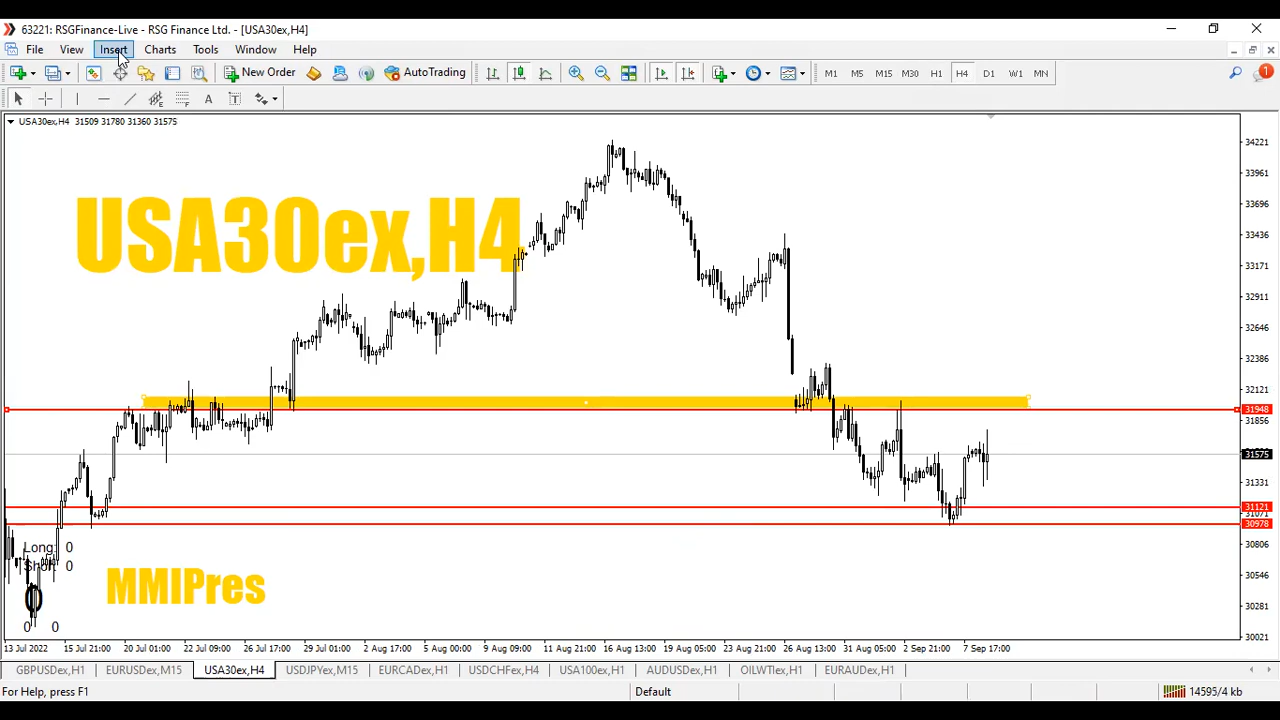 63221: RSGFinance-Live - RSG Finance Ltd. - [USA30ex,H4]
File View Insert Charts Tools Window Help
New Order AutoTrading M1 M5 M15 M30 H1 H4 D1 W1 MN 1
A T
USA30ex,H4 31509 31780 31360 31575
34221
33961
33696
USA30ex,H4
33436
33171
32911
32646
32386
32121
31948
31856
31575
31331
31121
31071
30978
Long: 0
30806
Short: 0
30546
MMIPres
0
30281
0 0
30021
13 Jul 2022 15 Jul 21:00 20 Jul 01:00 22 Jul 09:00 26 Jul 17:00 29 Jul 01:00 2 Aug 17:00 5 Aug 00:00 9 Aug 09:00 11 Aug 21:00 16 Aug 13:00 19 Aug 05:00 23 Aug 21:00 26 Aug 13:00 31 Aug 05:00 2 Sep 21:00 7 Sep 17:00
GBPUSDex,H1 EURUSDex,M15 USA30ex,H4 USDJPYex,M15 EURCADex,H1 USDCHFex,H4 USA100ex,H1 AUDUSDex,H1 OILWTIex,H1 EURAUDex,H1
For Help, press F1 Default 14595/4 kb